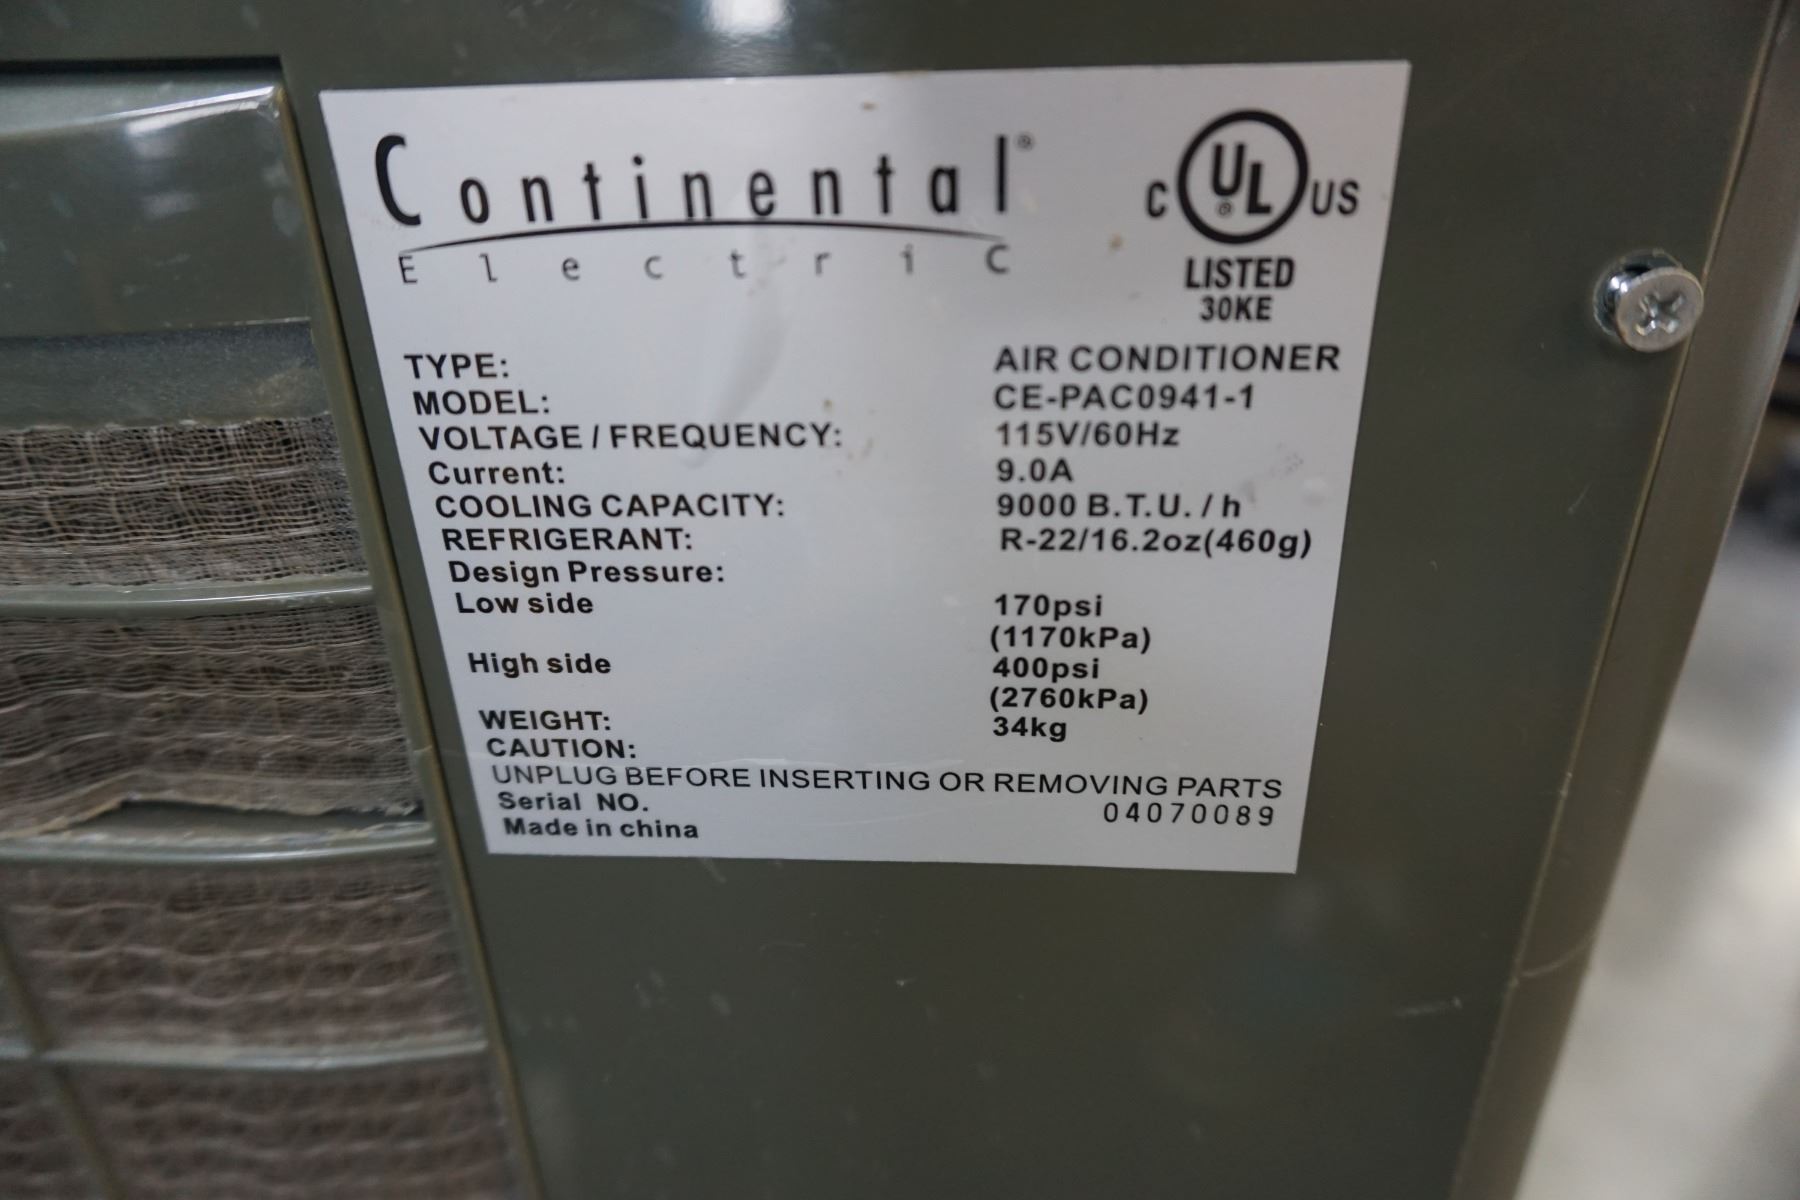 Continental®
Electric
C UL® US
LISTED
30KE
TYPE: AIR CONDITIONER
MODEL: CE-PAC0941-1
VOLTAGE / FREQUENCY: 115V/60Hz
Current: 9.0A
COOLING CAPACITY: 9000 B.T.U. / h
REFRIGERANT: R-22/16.2oz(460g)
Design Pressure:
Low side 170psi
(1170kPa)
High side 400psi
(2760kPa)
WEIGHT: 34kg
CAUTION:
UNPLUG BEFORE INSERTING OR REMOVING PARTS
Serial NO. 04070089
Made in china